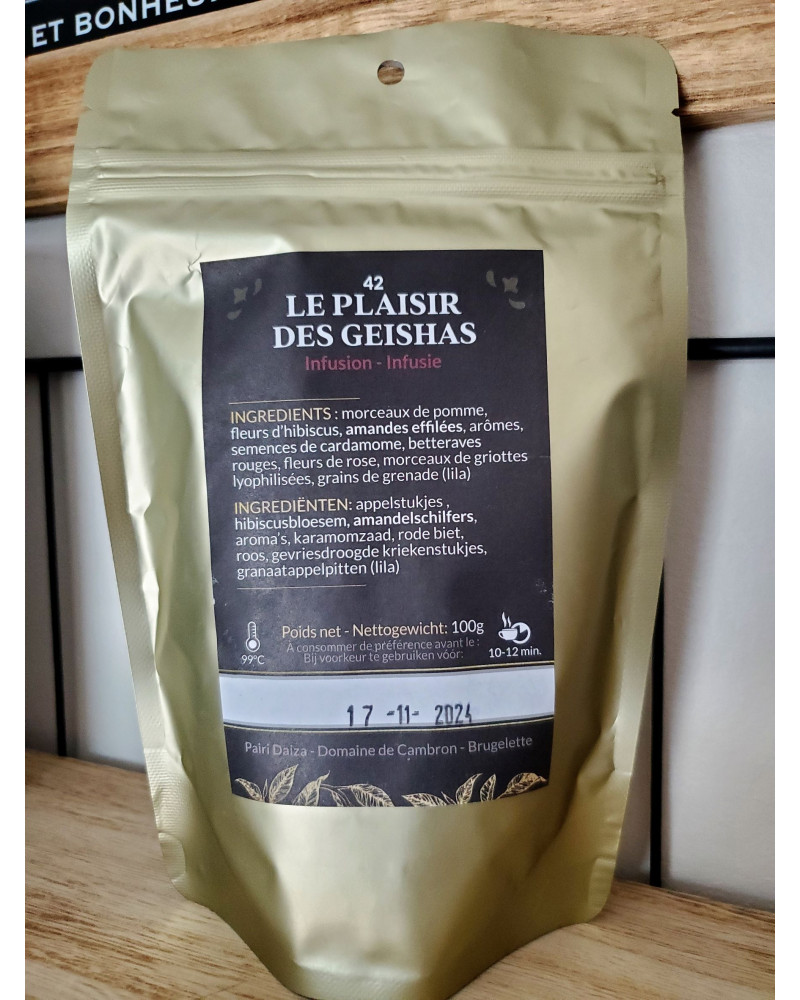 ET BONHEU
42
LE PLAISIR
DES GEISHAS
Infusion - Infusie
INGREDIENTS : morceaux de pomme,
fleurs d'hibiscus, amandes effilées, arômes,
semences de cardamome, betteraves
rouges, fleurs de rose, morceaux de griottes
lyophilisées, grains de grenade (lila)
INGREDIËNTEN: appelstukjes ,
hibiscusbloesem, amandelschilfers,
aroma's, karamomzaad, rode biet,
roos, gevriesdroogde kriekenstukjes,
granaatappelpitten (lila)
Poids net - Nettogewicht: 100g
A consommer de préférence avant le :
Bij voorkeur te gebruiken vóór:
99°C
10-12 min.
17 -11- 2024
Pairi Daiza - Domaine de Cambron - Brugelette